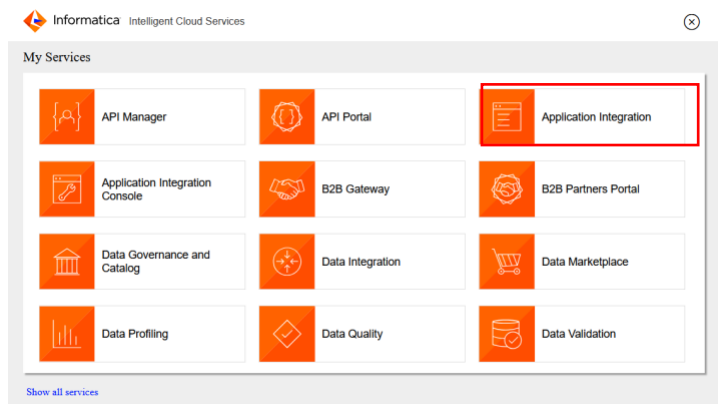 Informatica Intelligent Cloud Services
My Services
API Manager
API Portal
Application Integration
Application Integration
Console
B2B Gateway
B2B Partners Portal
Data Governance and
Catalog
Data Integration
Data Marketplace
Data Profiling
Data Quality
Data Validation
Show all services